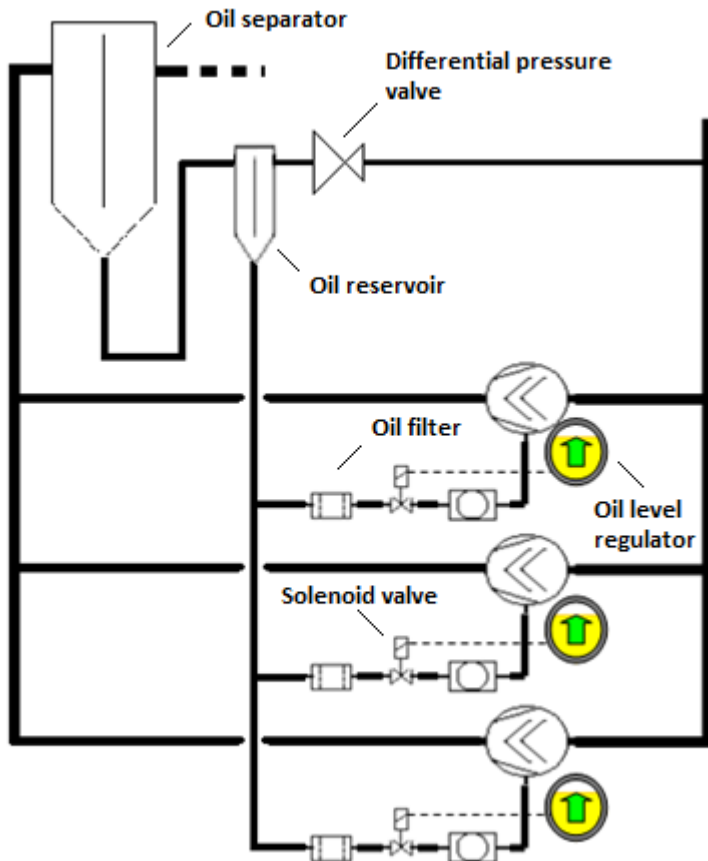 Oil separator
Differential pressure
valve
Oil reservoir
Oil filter
Oil level
regulator
Solenoid valve